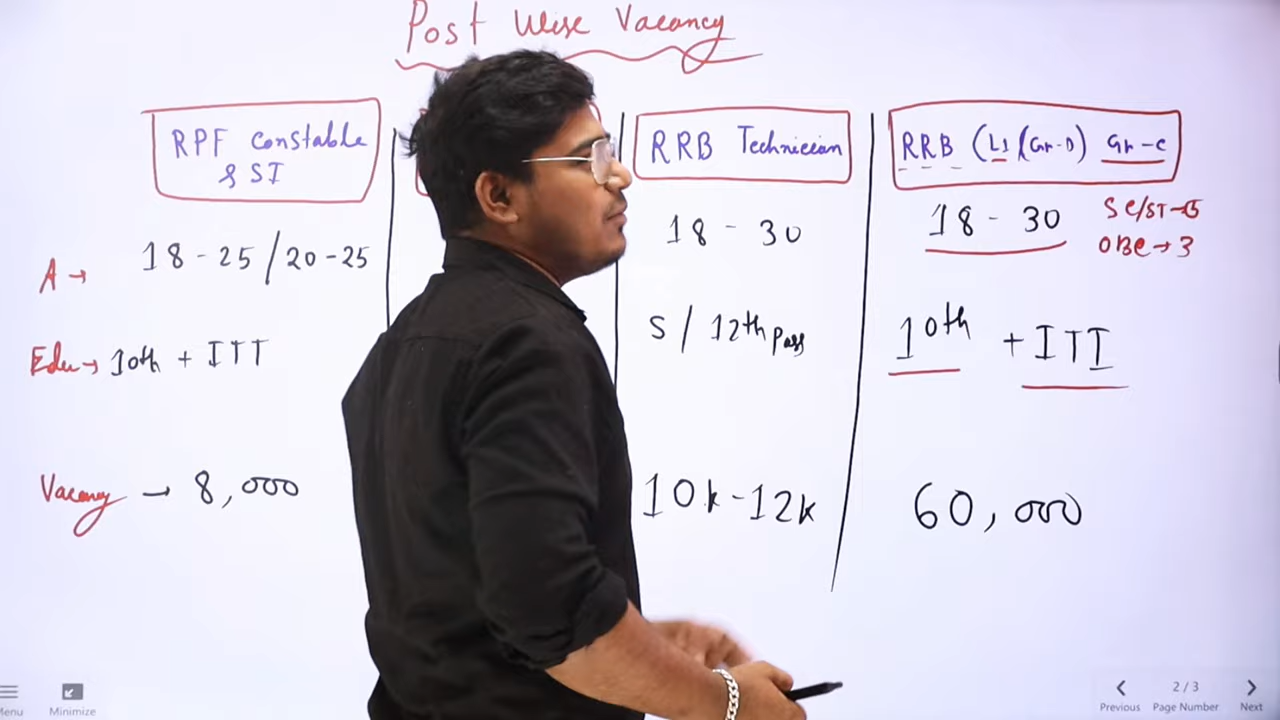 Post Wise Vacancy
RPF Constable
& SI
RRB Technician
RRB (L1 (Gr-D) Gr-C
A → 18-25/20-25
18 - 30
18 - 30
SC/ST→5
OBC→3
Edu→ 10th + ITI
S / 12th Pass
10th + ITI
Vacancy → 8,000
10k-12k
60,000
Menu
Minimize
Previous
2 / 3
Page Number
Next